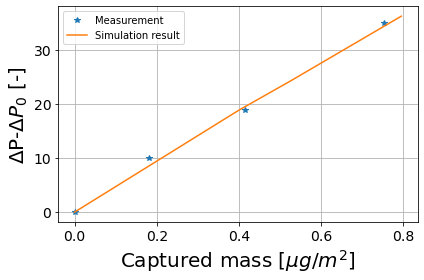 Measurement
Simulation result
ΔP-ΔP₀ [-]
30
20
10
0
0.0 0.2 0.4 0.6 0.8
Captured mass [μg/m²]